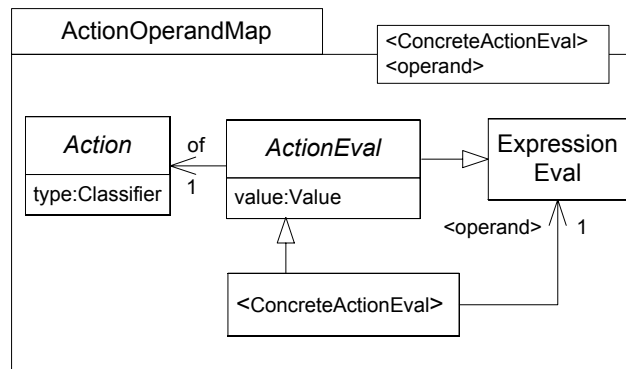 ActionOperandMap
<ConcreteActionEval>
<operand>
Action
type:Classifier
of
1
ActionEval
value:Value
Expression
Eval
<operand>
1
<ConcreteActionEval>